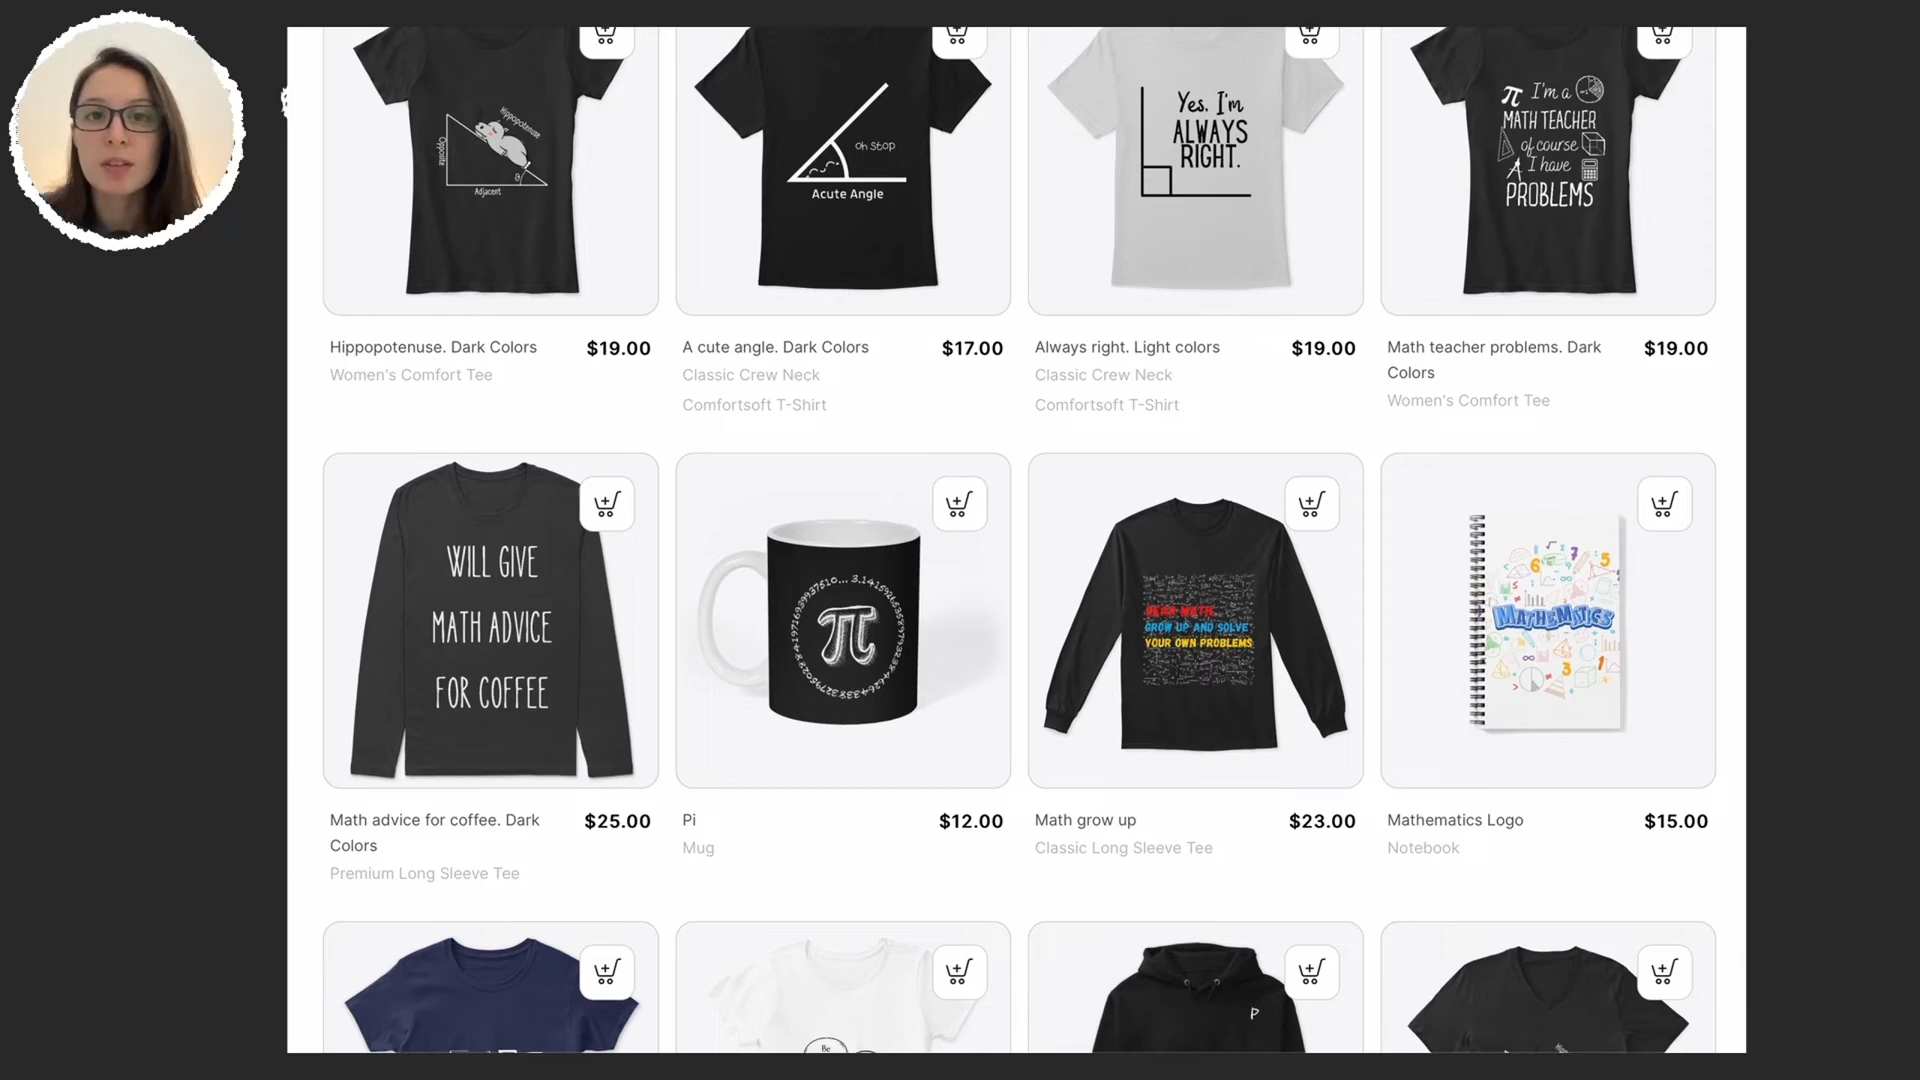 Hippopotenuse
Opposite
θ
Adjacent
oh stop
Acute Angle
Yes, I'm
ALWAYS
RIGHT.
π I'm a
MATH TEACHER
of course
I have
PROBLEMS
Hippopotenuse. Dark Colors
$19.00
Women's Comfort Tee
A cute angle. Dark Colors
$17.00
Classic Crew Neck
Comfortsoft T-Shirt
Always right. Light colors
$19.00
Classic Crew Neck
Comfortsoft T-Shirt
Math teacher problems. Dark
Colors
$19.00
Women's Comfort Tee
WILL GIVE
MATH ADVICE
FOR COFFEE
π
DEAR MATH,
GROW UP AND SOLVE
YOUR OWN PROBLEMS
MATHEMATICS
Math advice for coffee. Dark
Colors
$25.00
Premium Long Sleeve Tee
Pi
$12.00
Mug
Math grow up
$23.00
Classic Long Sleeve Tee
Mathematics Logo
$15.00
Notebook
Be
P